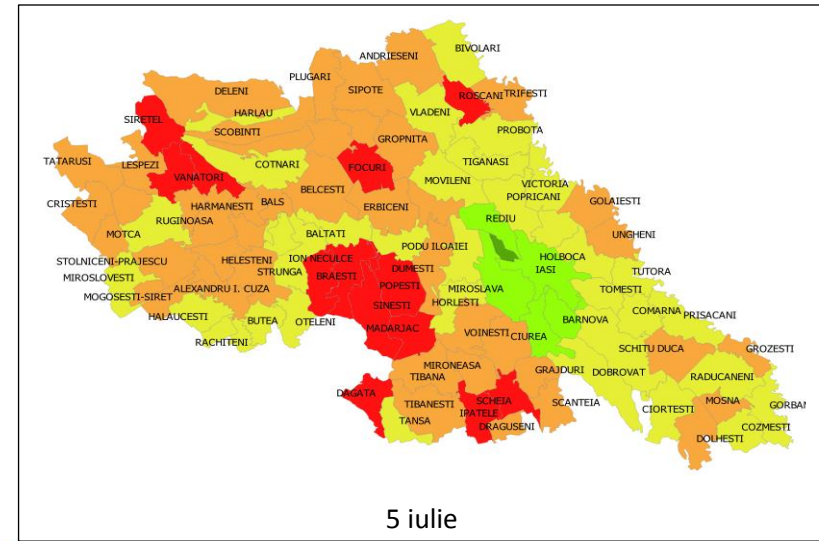 BIVOLARI
ANDRIESENI
PLUGARI
DELENI
SIPOTE
ROSCANI
TRIFESTI
HARLAU
VLADENI
SIRETEL
SCOBINTI
PROBOTA
GROPNITA
TATARUSI
LESPEZI
COTNARI
FOCURI
TIGANASI
VANATORI
MOVILENI
VICTORIA
BELCESTI
POPRICANI
CRISTESTI
HARMANESTI
BALS
ERBICENI
GOLAIESTI
RUGINOASA
REDIU
MOTCA
BALTATI
UNGHENI
PODU ILOAIEI
STOLNICENI-PRAJESCU
HELESTENI
ION NECULCE
HOLBOCA
DUMESTI
IASI
MIROSLOVESTI
STRUNGA
BRAESTI
TUTORA
ALEXANDRU I. CUZA
POPESTI
MIROSLAVA
TOMESTI
MOGOSESTI-SIRET
SINESTI
HORLESTI
COMARNA
PRISACANI
HALAUCESTI
BUTEA
OTELENI
BARNOVA
MADARJAC
VOINESTI
CIUREA
RACHITENI
SCHITU DUCA
GROZESTI
MIRONEASA
GRAJDURI
DOBROVAT
TIBANA
RADUCANENI
DAGATA
TIBANESTI
SCHEIA
SCANTEIA
MOSNA
GORBAN
IPATELE
CIORTESTI
TANSA
DRAGUSENI
COZMESTI
DOLHESTI
5 iulie